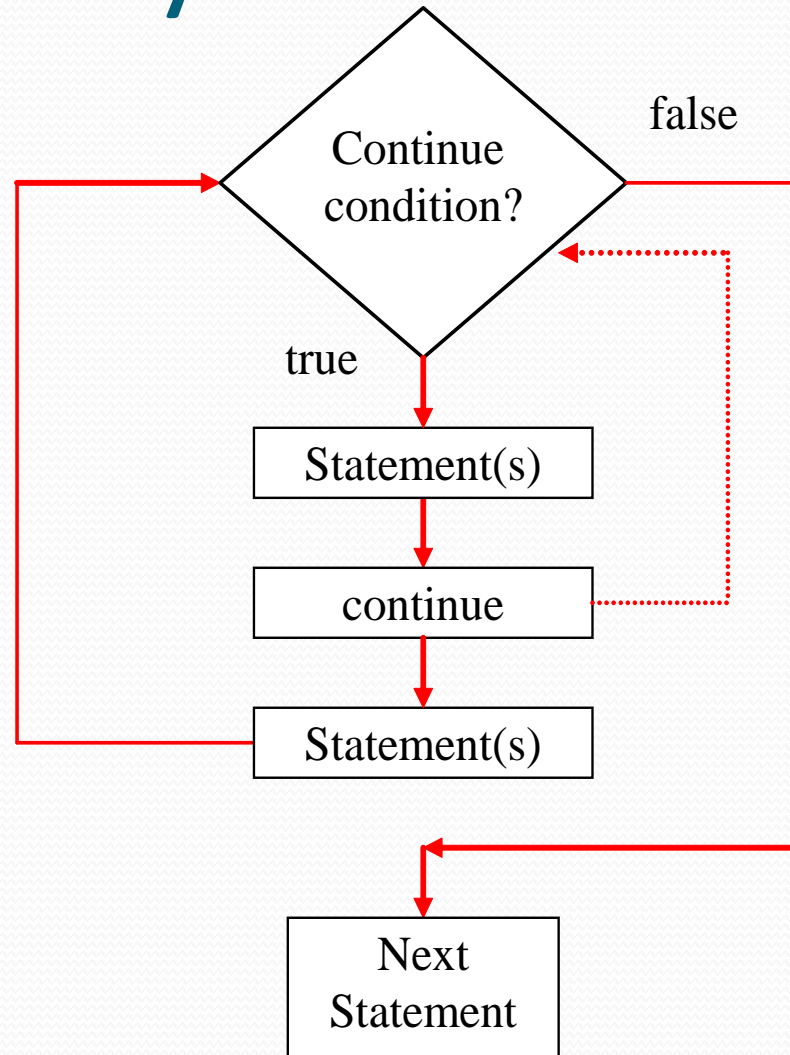 false
Continue
condition?
true
Statement(s)
continue
Statement(s)
Next
Statement